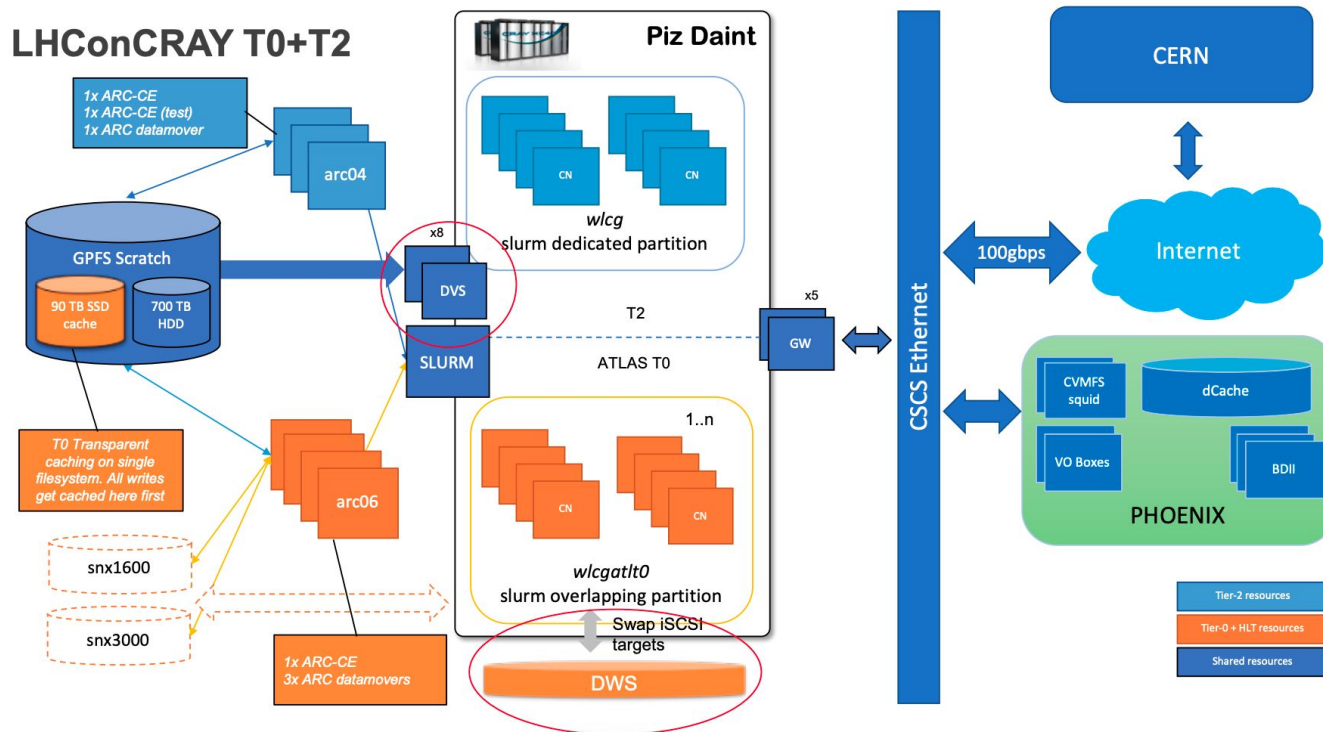 LHConCRAY T0+T2
1x ARC-CE
1x ARC-CE (test)
1x ARC datamover
arc04
GPFS Scratch
90 TB SSD
cache
700 TB
HDD
T0 Transparent
caching on single
filesystem. All writes
get cached here first
snx1600
snx3000
arc06
1x ARC-CE
3x ARC datamovers
Piz Daint
CN
CN
wlcg
slurm dedicated partition
x8
DVS
SLURM
T2
ATLAS T0
x5
GW
1..n
CN
CN
wlcgatlt0
slurm overlapping partition
Swap iSCSI
targets
DWS
CSCS Ethernet
100gbps
CERN
Internet
CVMFS
squid
dCache
VO Boxes
BDII
PHOENIX
Tier-2 resources
Tier-0 + HLT resources
Shared resources